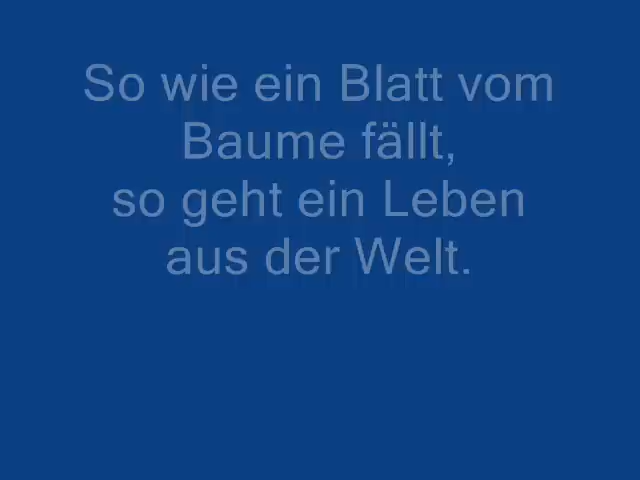 So wie ein Blatt vom
Baume fällt,
so geht ein Leben
aus der Welt.